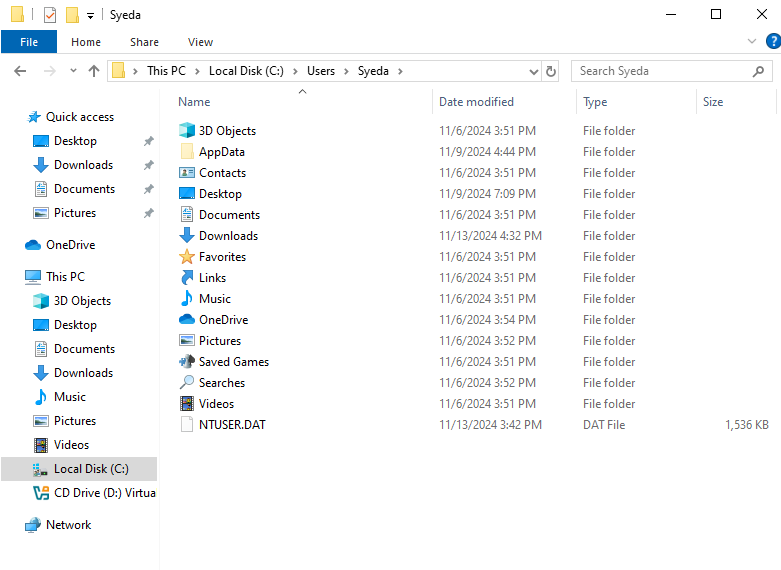 Syeda
File Home Share View
This PC Local Disk (C:) Users Syeda Search Syeda
Name Date modified Type Size
Quick access
Desktop
Downloads
Documents
Pictures
OneDrive
This PC
3D Objects
Desktop
Documents
Downloads
Music
Pictures
Videos
Local Disk (C:)
CD Drive (D:) Virtua
Network
3D Objects 11/6/2024 3:51 PM File folder
AppData 11/9/2024 4:44 PM File folder
Contacts 11/6/2024 3:51 PM File folder
Desktop 11/9/2024 7:09 PM File folder
Documents 11/6/2024 3:51 PM File folder
Downloads 11/13/2024 4:32 PM File folder
Favorites 11/6/2024 3:51 PM File folder
Links 11/6/2024 3:51 PM File folder
Music 11/6/2024 3:51 PM File folder
OneDrive 11/6/2024 3:54 PM File folder
Pictures 11/6/2024 3:52 PM File folder
Saved Games 11/6/2024 3:51 PM File folder
Searches 11/6/2024 3:52 PM File folder
Videos 11/6/2024 3:51 PM File folder
NTUSER.DAT 11/13/2024 3:42 PM DAT File 1,536 KB